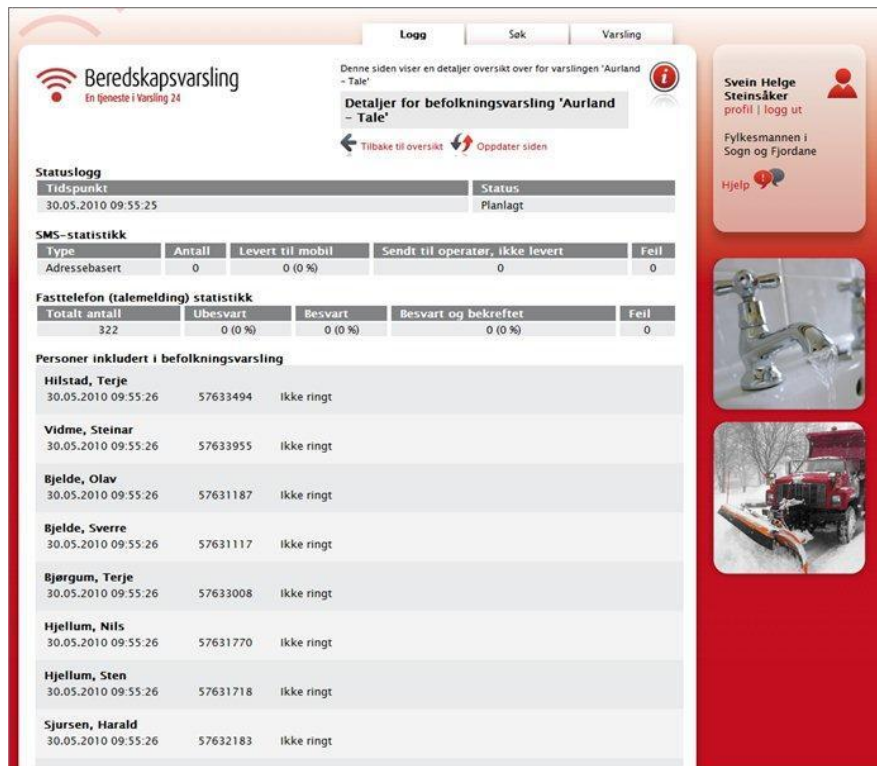 Logg Søk Varsling
Beredskapsvarsling
En tjeneste i Varsling 24
Denne siden viser en detaljer oversikt over for varslingen 'Aurland
– Tale'
Detaljer for befolkningsvarsling 'Aurland
– Tale'
Tilbake til oversikt Oppdater siden
Svein Helge
Steinsåker
profil | logg ut
Fylkesmannen i
Sogn og Fjordane
Hjelp
Statuslogg
Tidspunkt Status
30.05.2010 09:55:25 Planlagt
SMS-statistikk
Type Antall Levert til mobil Sendt til operatør, ikke levert Feil
Adressebasert 0 0 (0 %) 0 0
Fasttelefon (talemelding) statistikk
Totalt antall Ubesvart Besvart Besvart og bekreftet Feil
322 0 (0 %) 0 (0 %) 0 (0 %) 0
Personer inkludert i befolkningsvarsling
Hilstad, Terje
30.05.2010 09:55:26 57633494 Ikke ringt
Vidme, Steinar
30.05.2010 09:55:26 57633955 Ikke ringt
Bjelde, Olav
30.05.2010 09:55:26 57631187 Ikke ringt
Bjelde, Sverre
30.05.2010 09:55:26 57631117 Ikke ringt
Bjørgum, Terje
30.05.2010 09:55:26 57633008 Ikke ringt
Hjellum, Nils
30.05.2010 09:55:26 57631770 Ikke ringt
Hjellum, Sten
30.05.2010 09:55:26 57631718 Ikke ringt
Sjursen, Harald
30.05.2010 09:55:26 57632183 Ikke ringt